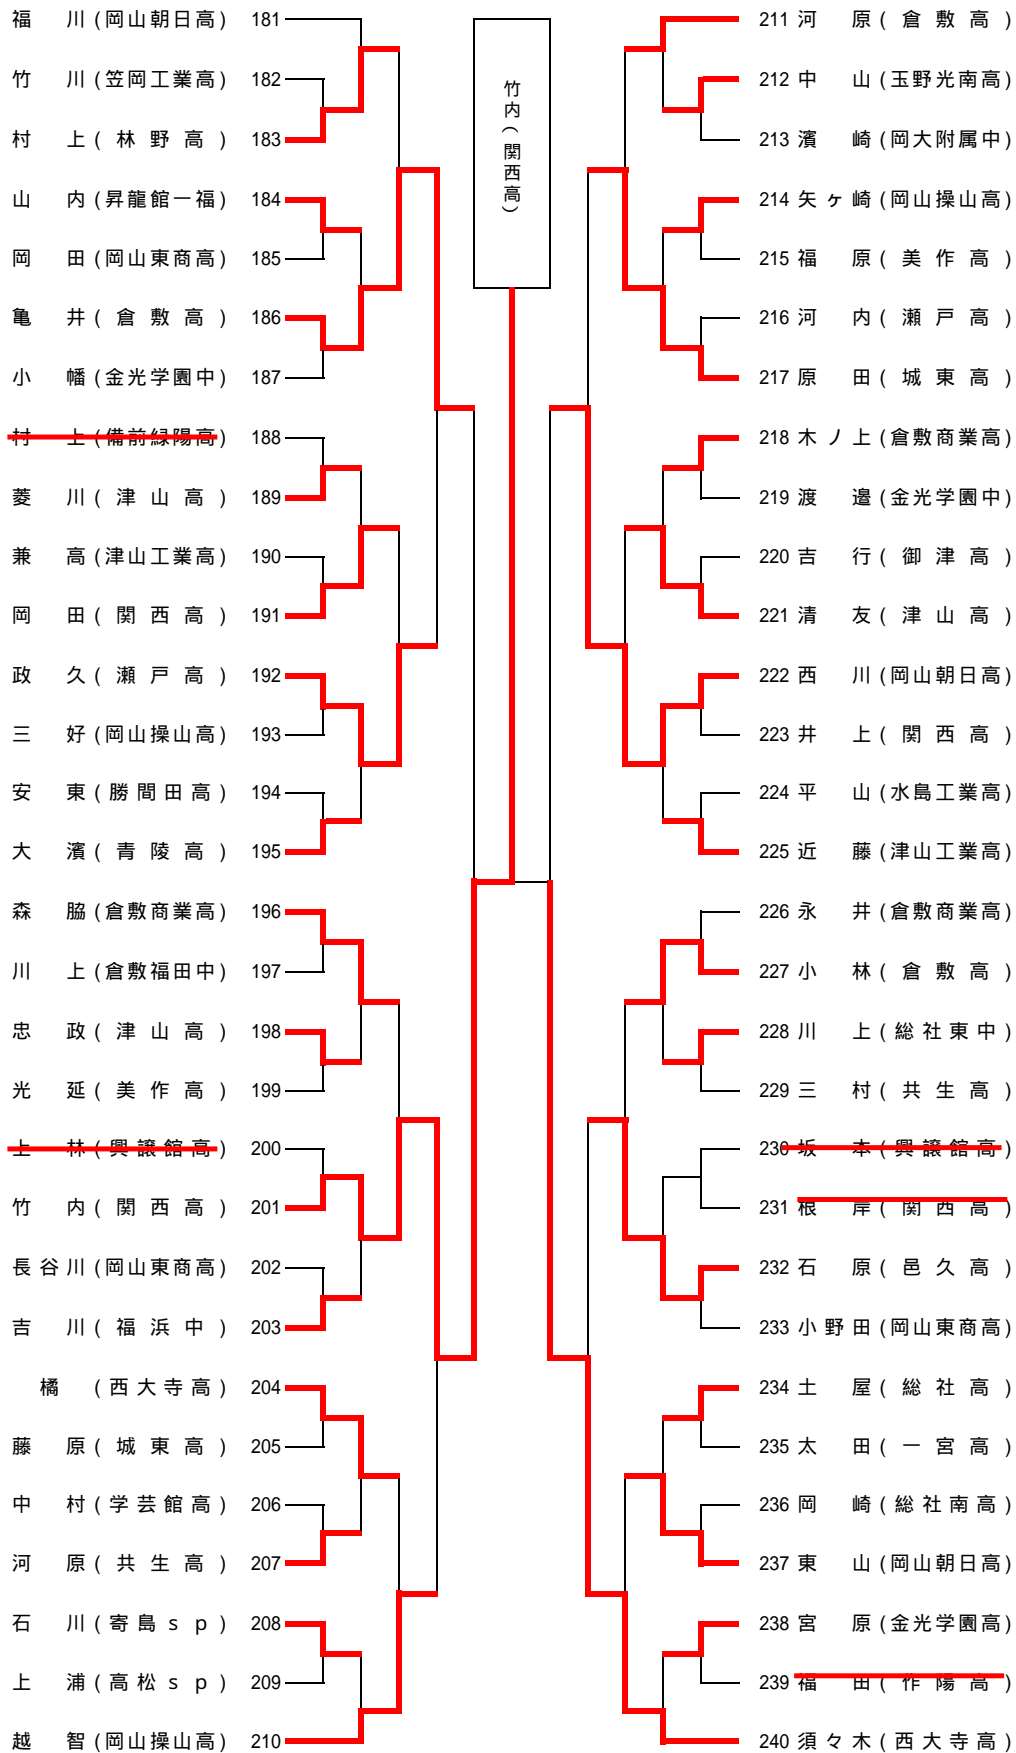 福川(岡山朝日高) 181
竹川(笠岡工業高) 182
村上(林野高) 183
山内(昇龍館一福) 184
岡田(岡山東商高) 185
亀井(倉敷高) 186
小幡(金光学園中) 187
村上(備前緑陽高) 188
菱川(津山高) 189
兼高(津山工業高) 190
岡田(関西高) 191
政久(瀬戸高) 192
三好(岡山操山高) 193
安東(勝間田高) 194
大濱(青陵高) 195
森脇(倉敷商業高) 196
川上(倉敷福田中) 197
忠政(津山高) 198
光延(美作高) 199
上林(興譲館高) 200
竹内(関西高) 201
長谷川(岡山東商高) 202
吉川(福浜中) 203
橘(西大寺高) 204
藤原(城東高) 205
中村(学芸館高) 206
河原(共生高) 207
石川(寄島sp) 208
上浦(高松sp) 209
越智(岡山操山高) 210
竹内(関西高)
211 河原(倉敷高)
212 中山(玉野光南高)
213 濱崎(岡大附属中)
214 矢ヶ崎(岡山操山高)
215 福原(美作高)
216 河内(瀬戸高)
217 原田(城東高)
218 木ノ上(倉敷商業高)
219 渡邉(金光学園中)
220 吉行(御津高)
221 清友(津山高)
222 西川(岡山朝日高)
223 井上(関西高)
224 平山(水島工業高)
225 近藤(津山工業高)
226 永井(倉敷商業高)
227 小林(倉敷高)
228 川上(総社東中)
229 三村(共生高)
230 坂本(興譲館高)
231 根岸(関西高)
232 石原(邑久高)
233 小野田(岡山東商高)
234 土屋(総社高)
235 太田(一宮高)
236 岡崎(総社南高)
237 東山(岡山朝日高)
238 宮原(金光学園高)
239 福田(作陽高)
240 須々木(西大寺高)